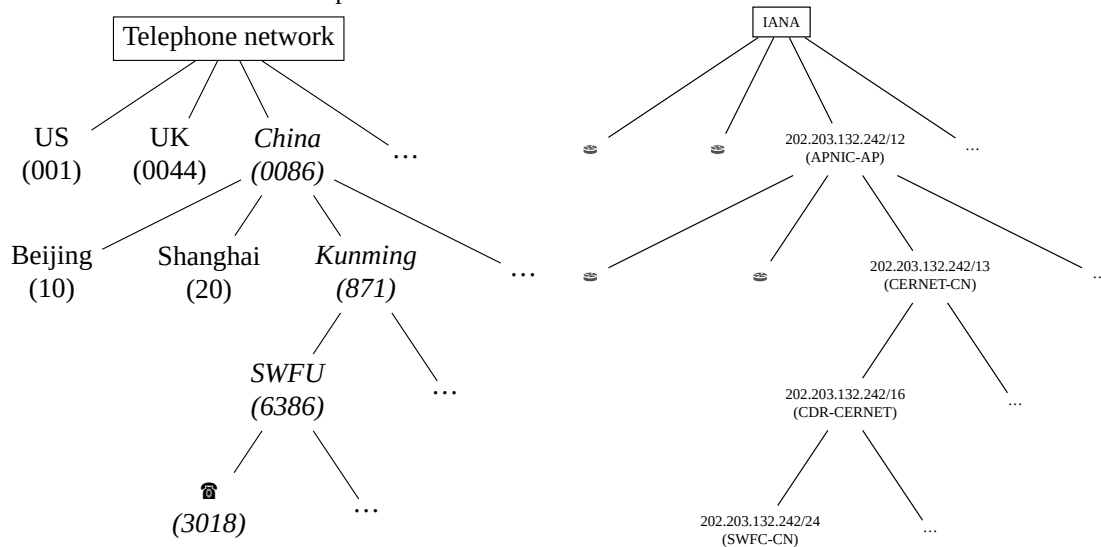 Telephone network
US
(001)
UK
(0044)
China
(0086)
...
Beijing
(10)
Shanghai
(20)
Kunming
(871)
...
SWFU
(6386)
...
(3018)
...
IANA
202.203.132.242/12
(APNIC-AP)
...
202.203.132.242/13
(CERNET-CN)
...
202.203.132.242/16
(CDR-CERNET)
...
202.203.132.242/24
(SWFC-CN)
...